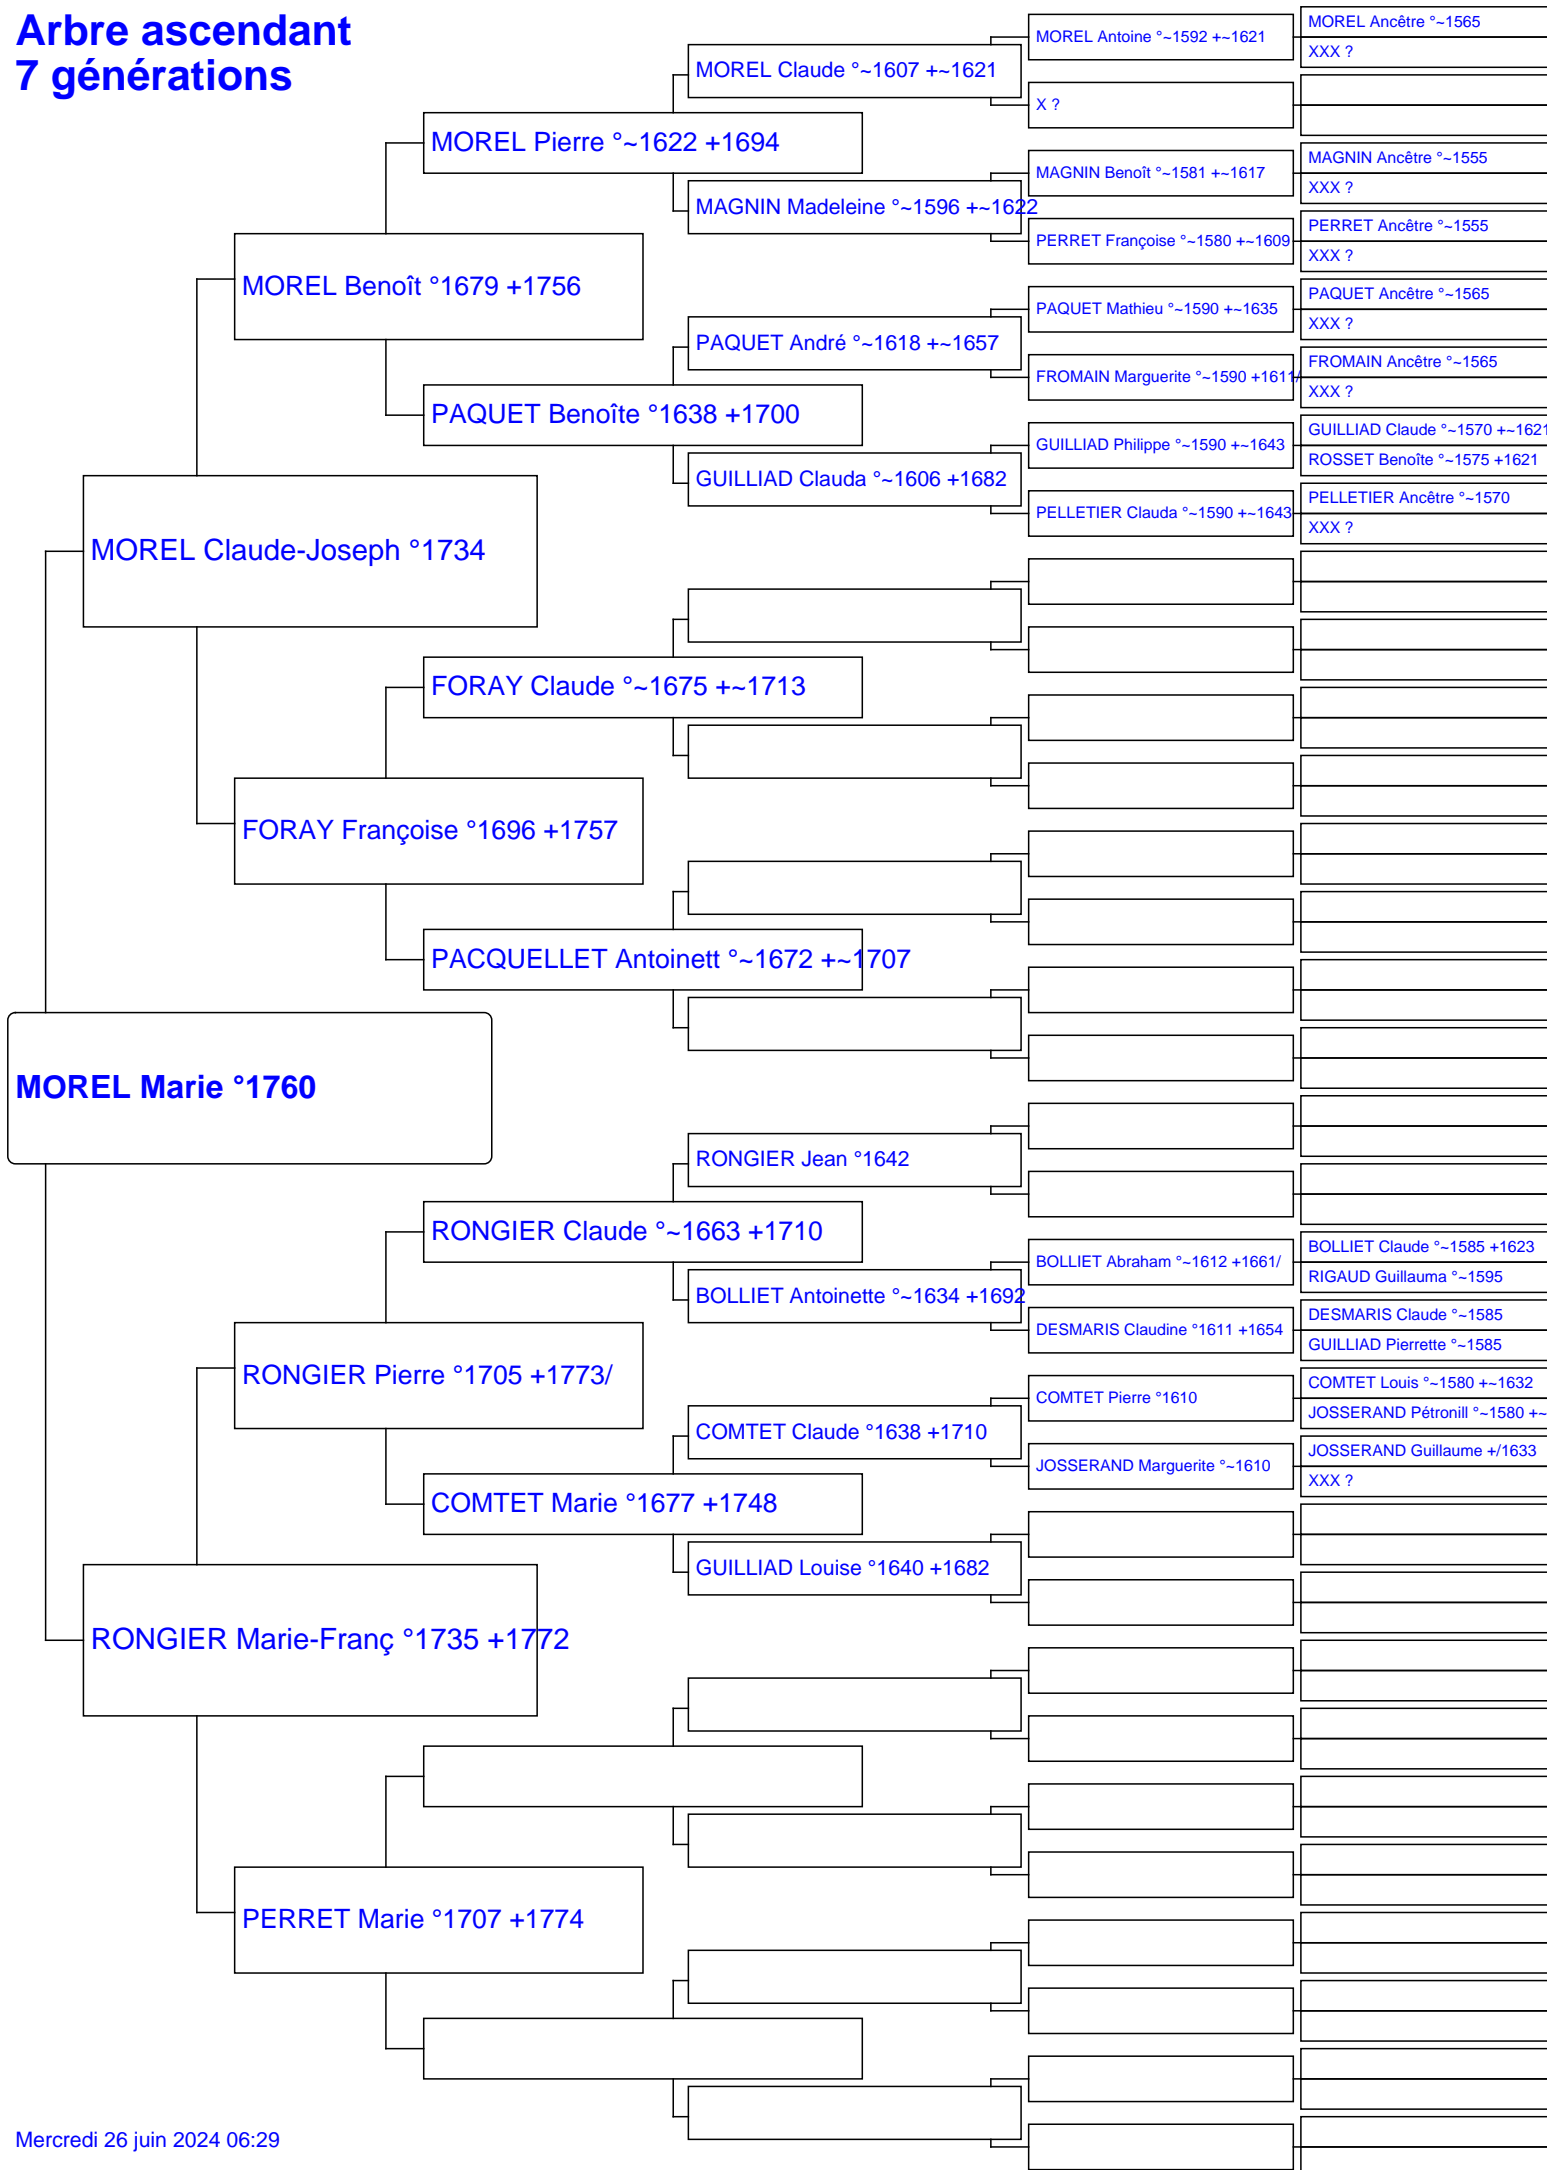 Arbre ascendant
7 générations
MOREL Marie °1760
MOREL Claude-Joseph °1734
RONGIER Marie-Franç °1735 +1772
MOREL Benoît °1679 +1756
FORAY Françoise °1696 +1757
RONGIER Pierre °1705 +1773/
PERRET Marie °1707 +1774
MOREL Pierre °~1622 +1694
PAQUET Benoîte °1638 +1700
FORAY Claude °~1675 +~1713
PACQUELLET Antoinett °~1672 +~1707
RONGIER Claude °~1663 +1710
COMTET Marie °1677 +1748
MOREL Claude °~1607 +~1621
MAGNIN Madeleine °~1596 +~1622
PAQUET André °~1618 +~1657
GUILLIAD Clauda °~1606 +1682
RONGIER Jean °1642
BOLLIET Antoinette °~1634 +1692
COMTET Claude °1638 +1710
GUILLIAD Louise °1640 +1682
MOREL Antoine °~1592 +~1621
X ?
MAGNIN Benoît °~1581 +~1617
PERRET Françoise °~1580 +~1609
PAQUET Mathieu °~1590 +~1635
FROMAIN Marguerite °~1590 +1611/
GUILLIAD Philippe °~1590 +~1643
PELLETIER Clauda °~1590 +~1643
BOLLIET Abraham °~1612 +1661/
DESMARIS Claudine °1611 +1654
COMTET Pierre °1610
JOSSERAND Marguerite °~1610
MOREL Ancêtre °~1565
XXX ?
MAGNIN Ancêtre °~1555
XXX ?
PERRET Ancêtre °~1555
XXX ?
PAQUET Ancêtre °~1565
XXX ?
FROMAIN Ancêtre °~1565
XXX ?
GUILLIAD Claude °~1570 +~1621
ROSSET Benoîte °~1575 +1621
PELLETIER Ancêtre °~1570
XXX ?
BOLLIET Claude °~1585 +1623
RIGAUD Guillauma °~1595
DESMARIS Claude °~1585
GUILLIAD Pierrette °~1585
COMTET Louis °~1580 +~1632
JOSSERAND Pétronill °~1580 +~
JOSSERAND Guillaume +/1633
XXX ?
Mercredi 26 juin 2024 06:29